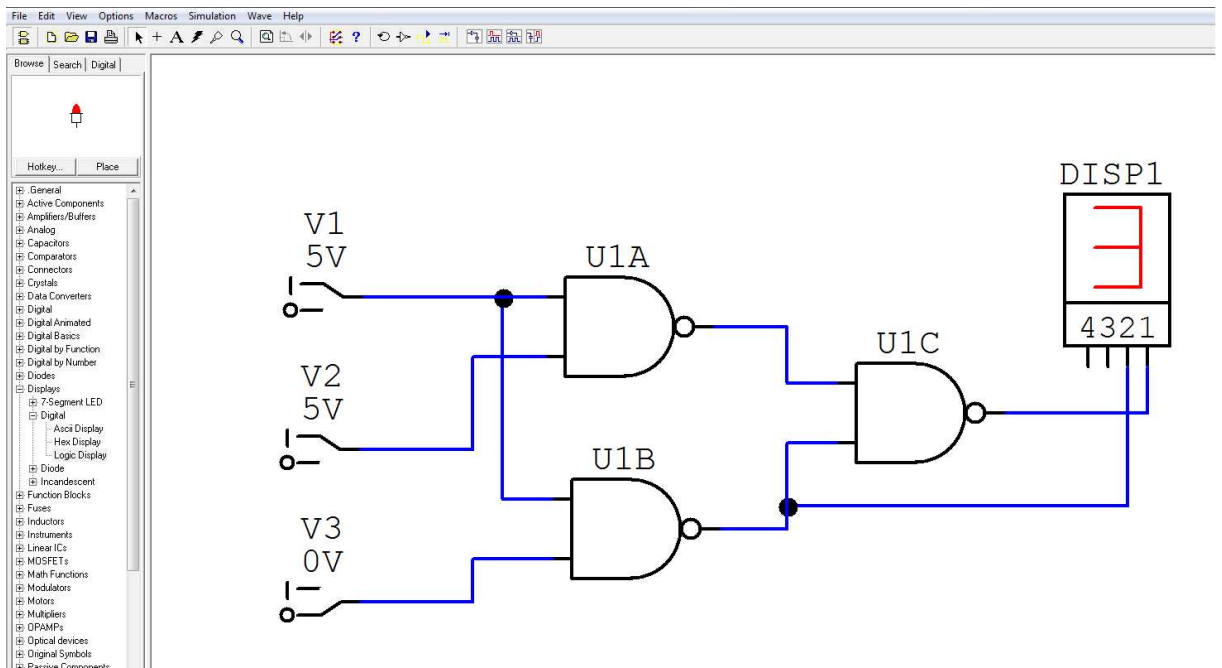 File Edit View Options Macros Simulation Wave Help
Browse Search Digital
Hotkey... Place
.General
Active Components
Amplifiers/Buffers
Analog
Capacitors
Comparators
Connectors
Crystals
Data Converters
Digital
Digital Animated
Digital Basics
Digital by Function
Digital by Number
Diodes
Displays
7-Segment LED
Digital
Ascii Display
Hex Display
Logic Display
Diode
Incandescent
Function Blocks
Fuses
Inductors
Instruments
Linear ICs
MOSFETs
Math Functions
Modulators
Motors
Multipliers
OPAMPs
Optical devices
Original Symbols
Passive Components
V1
5V
V2
5V
V3
0V
U1A
U1B
U1C
DISP1
3
4321